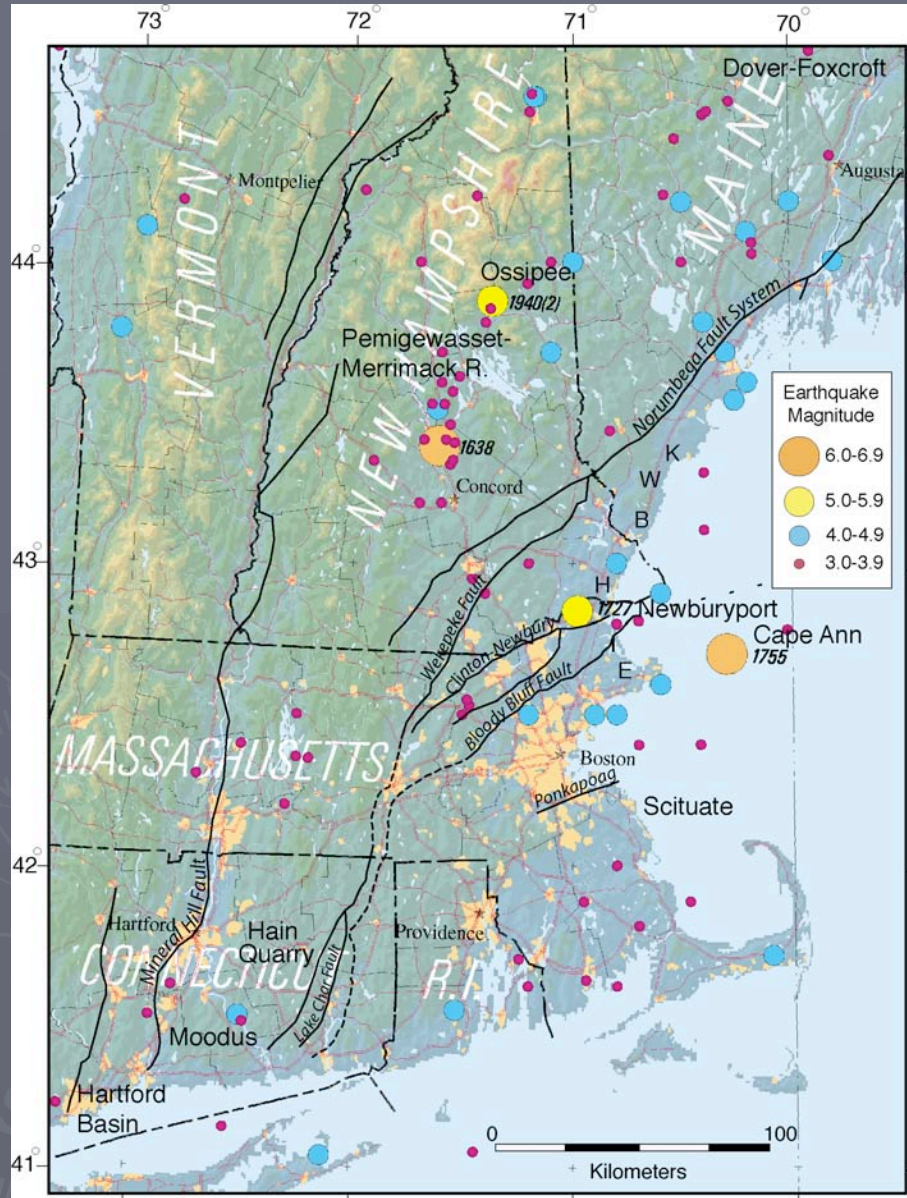 73°
72°
71°
70°
Dover-Foxcroft
VERMONT
NEW HAMPSHIRE
MAINE
Montpelier
Augusta
44°
Ossipee
1940(2)
Pemigewasset-
Merrimack R.
Norumbega Fault System
Earthquake
Magnitude
6.0-6.9
5.0-5.9
4.0-4.9
3.0-3.9
1638
K
W
Concord
B
43°
H
1727
Newburyport
Wekepeke Fault
Clinton-Newbury
Cape Ann
1755
I
E
Bloody Bluff Fault
MASSACHUSETTS
Boston
Ponkapoag
Scituate
42°
Mineral Hill Fault
Hartford
Hain
Quarry
Providence
CONNECTICU
R.I.
Lake Char Fault
Moodus
Hartford
Basin
0
100
41°
Kilometers